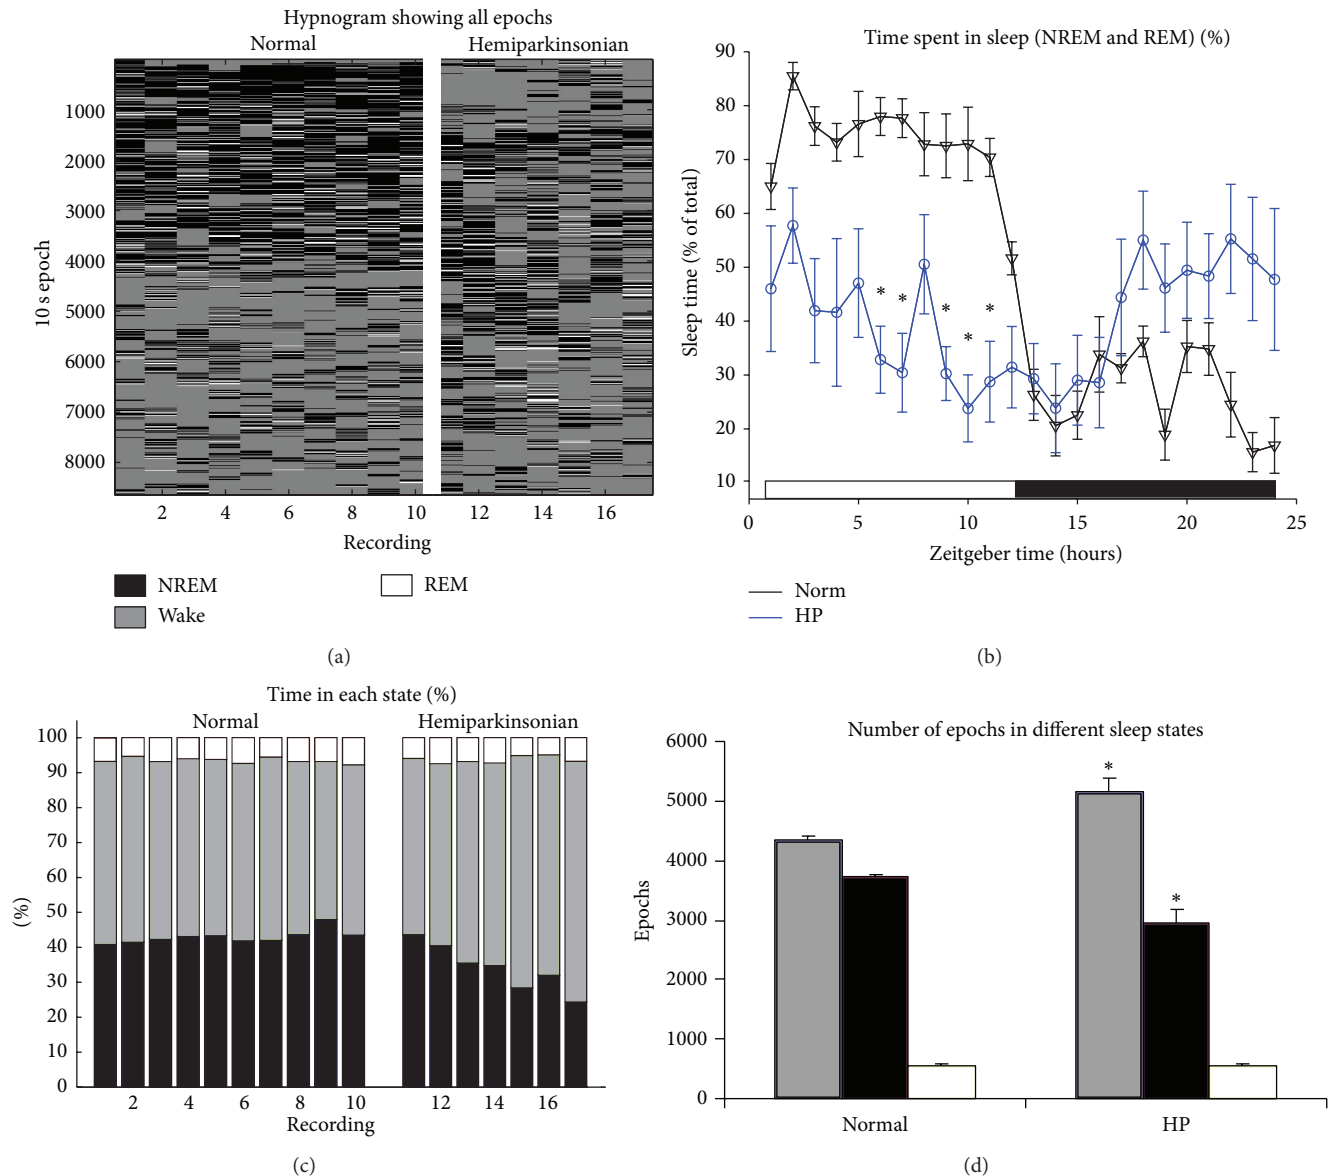 Hypnogram showing all epochs
Normal Hemiparkinsonian
10 s epoch
1000
2000
3000
4000
5000
6000
7000
8000
2 4 6 8 10 12 14 16
Recording
NREM REM
Wake
(a)
Time spent in sleep (NREM and REM) (%)
Sleep time (% of total)
90
80
70
60
50
40
30
20
10
* * * * *
0 5 10 15 20 25
Zeitgeber time (hours)
Norm
HP
(b)
Time in each state (%)
Normal Hemiparkinsonian
(%)
100
90
80
70
60
50
40
30
20
10
0
2 4 6 8 10 12 14 16
Recording
(c)
Number of epochs in different sleep states
Epochs
6000
5000
4000
3000
2000
1000
0
* *
Normal HP
(d)